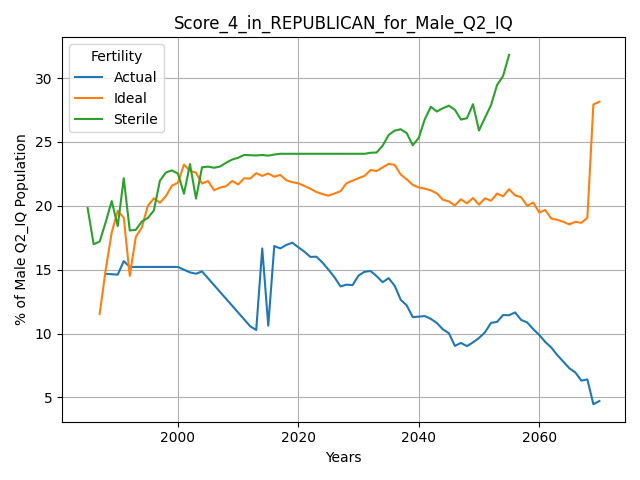 Score_4_in_REPUBLICAN_for_Male_Q2_IQ
Fertility
Actual
Ideal
Sterile
% of Male Q2_IQ Population
30
25
20
15
10
5
2000
2020
2040
2060
Years